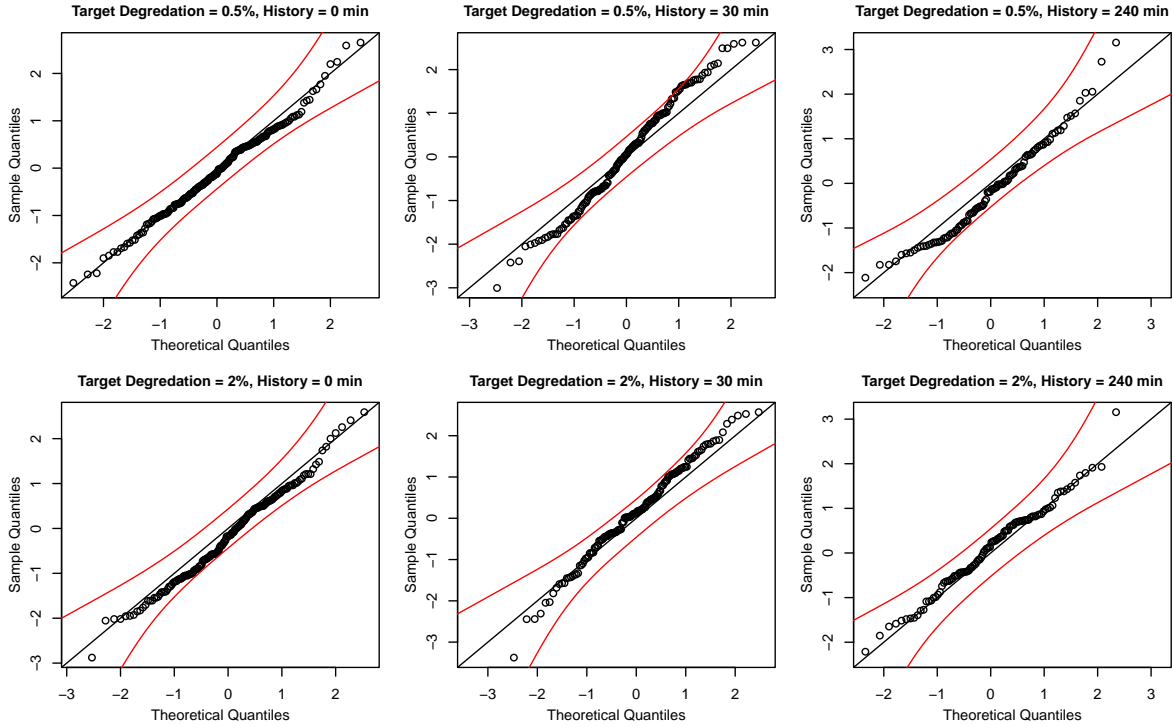 Target Degredation = 0.5%, History = 0 min
Sample Quantiles
2
1
0
−1
−2
−2 −1 0 1 2
Theoretical Quantiles
Target Degredation = 0.5%, History = 30 min
Sample Quantiles
2
1
0
−1
−2
−3
−3 −2 −1 0 1 2
Theoretical Quantiles
Target Degredation = 0.5%, History = 240 min
Sample Quantiles
3
2
1
0
−1
−2
−2 −1 0 1 2 3
Theoretical Quantiles
Target Degredation = 2%, History = 0 min
Sample Quantiles
2
1
0
−1
−2
−3
−3 −2 −1 0 1 2
Theoretical Quantiles
Target Degredation = 2%, History = 30 min
Sample Quantiles
2
1
0
−1
−2
−3
−3 −2 −1 0 1 2
Theoretical Quantiles
Target Degredation = 2%, History = 240 min
Sample Quantiles
3
2
1
0
−1
−2
−2 −1 0 1 2 3
Theoretical Quantiles